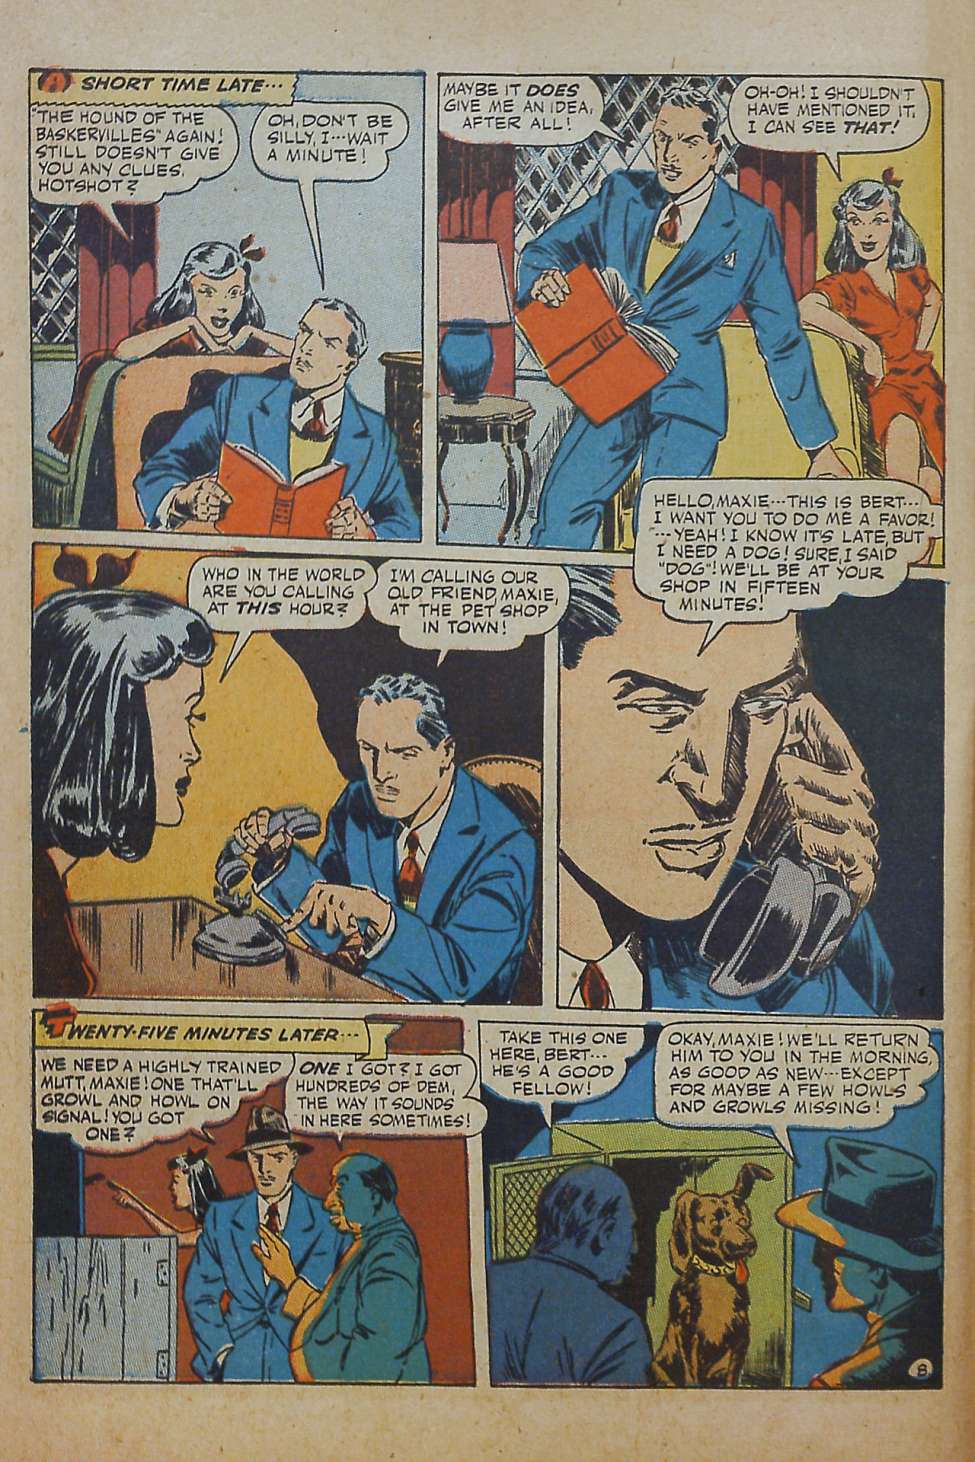 A SHORT TIME LATE...
"THE HOUND OF THE
BASKERVILLES" AGAIN!
STILL DOESN'T GIVE
YOU ANY CLUES,
HOTSHOT?
OH, DON'T BE
SILLY, I---WAIT
A MINUTE!
MAYBE IT DOES
GIVE ME AN IDEA,
AFTER ALL!
OH-OH! I SHOULDN'T
HAVE MENTIONED IT,
I CAN SEE THAT!
WHO IN THE WORLD
ARE YOU CALLING
AT THIS HOUR?
I'M CALLING OUR
OLD FRIEND, MAXIE,
AT THE PET SHOP
IN TOWN!
HELLO, MAXIE---THIS IS BERT---
I WANT YOU TO DO ME A FAVOR!
---YEAH! I KNOW IT'S LATE, BUT
I NEED A DOG! SURE, I SAID
"DOG"! WE'LL BE AT YOUR
SHOP IN FIFTEEN
MINUTES!
TWENTY-FIVE MINUTES LATER---
WE NEED A HIGHLY TRAINED
MUTT, MAXIE! ONE THAT'LL
GROWL AND HOWL ON
SIGNAL! YOU GOT
ONE?
ONE I GOT? I GOT
HUNDREDS OF DEM,
THE WAY IT SOUNDS
IN HERE SOMETIMES!
TAKE THIS ONE
HERE, BERT---
HE'S A GOOD
FELLOW!
OKAY, MAXIE! WE'LL RETURN
HIM TO YOU IN THE MORNING,
AS GOOD AS NEW---EXCEPT
FOR MAYBE A FEW HOWLS
AND GROWLS MISSING!
8